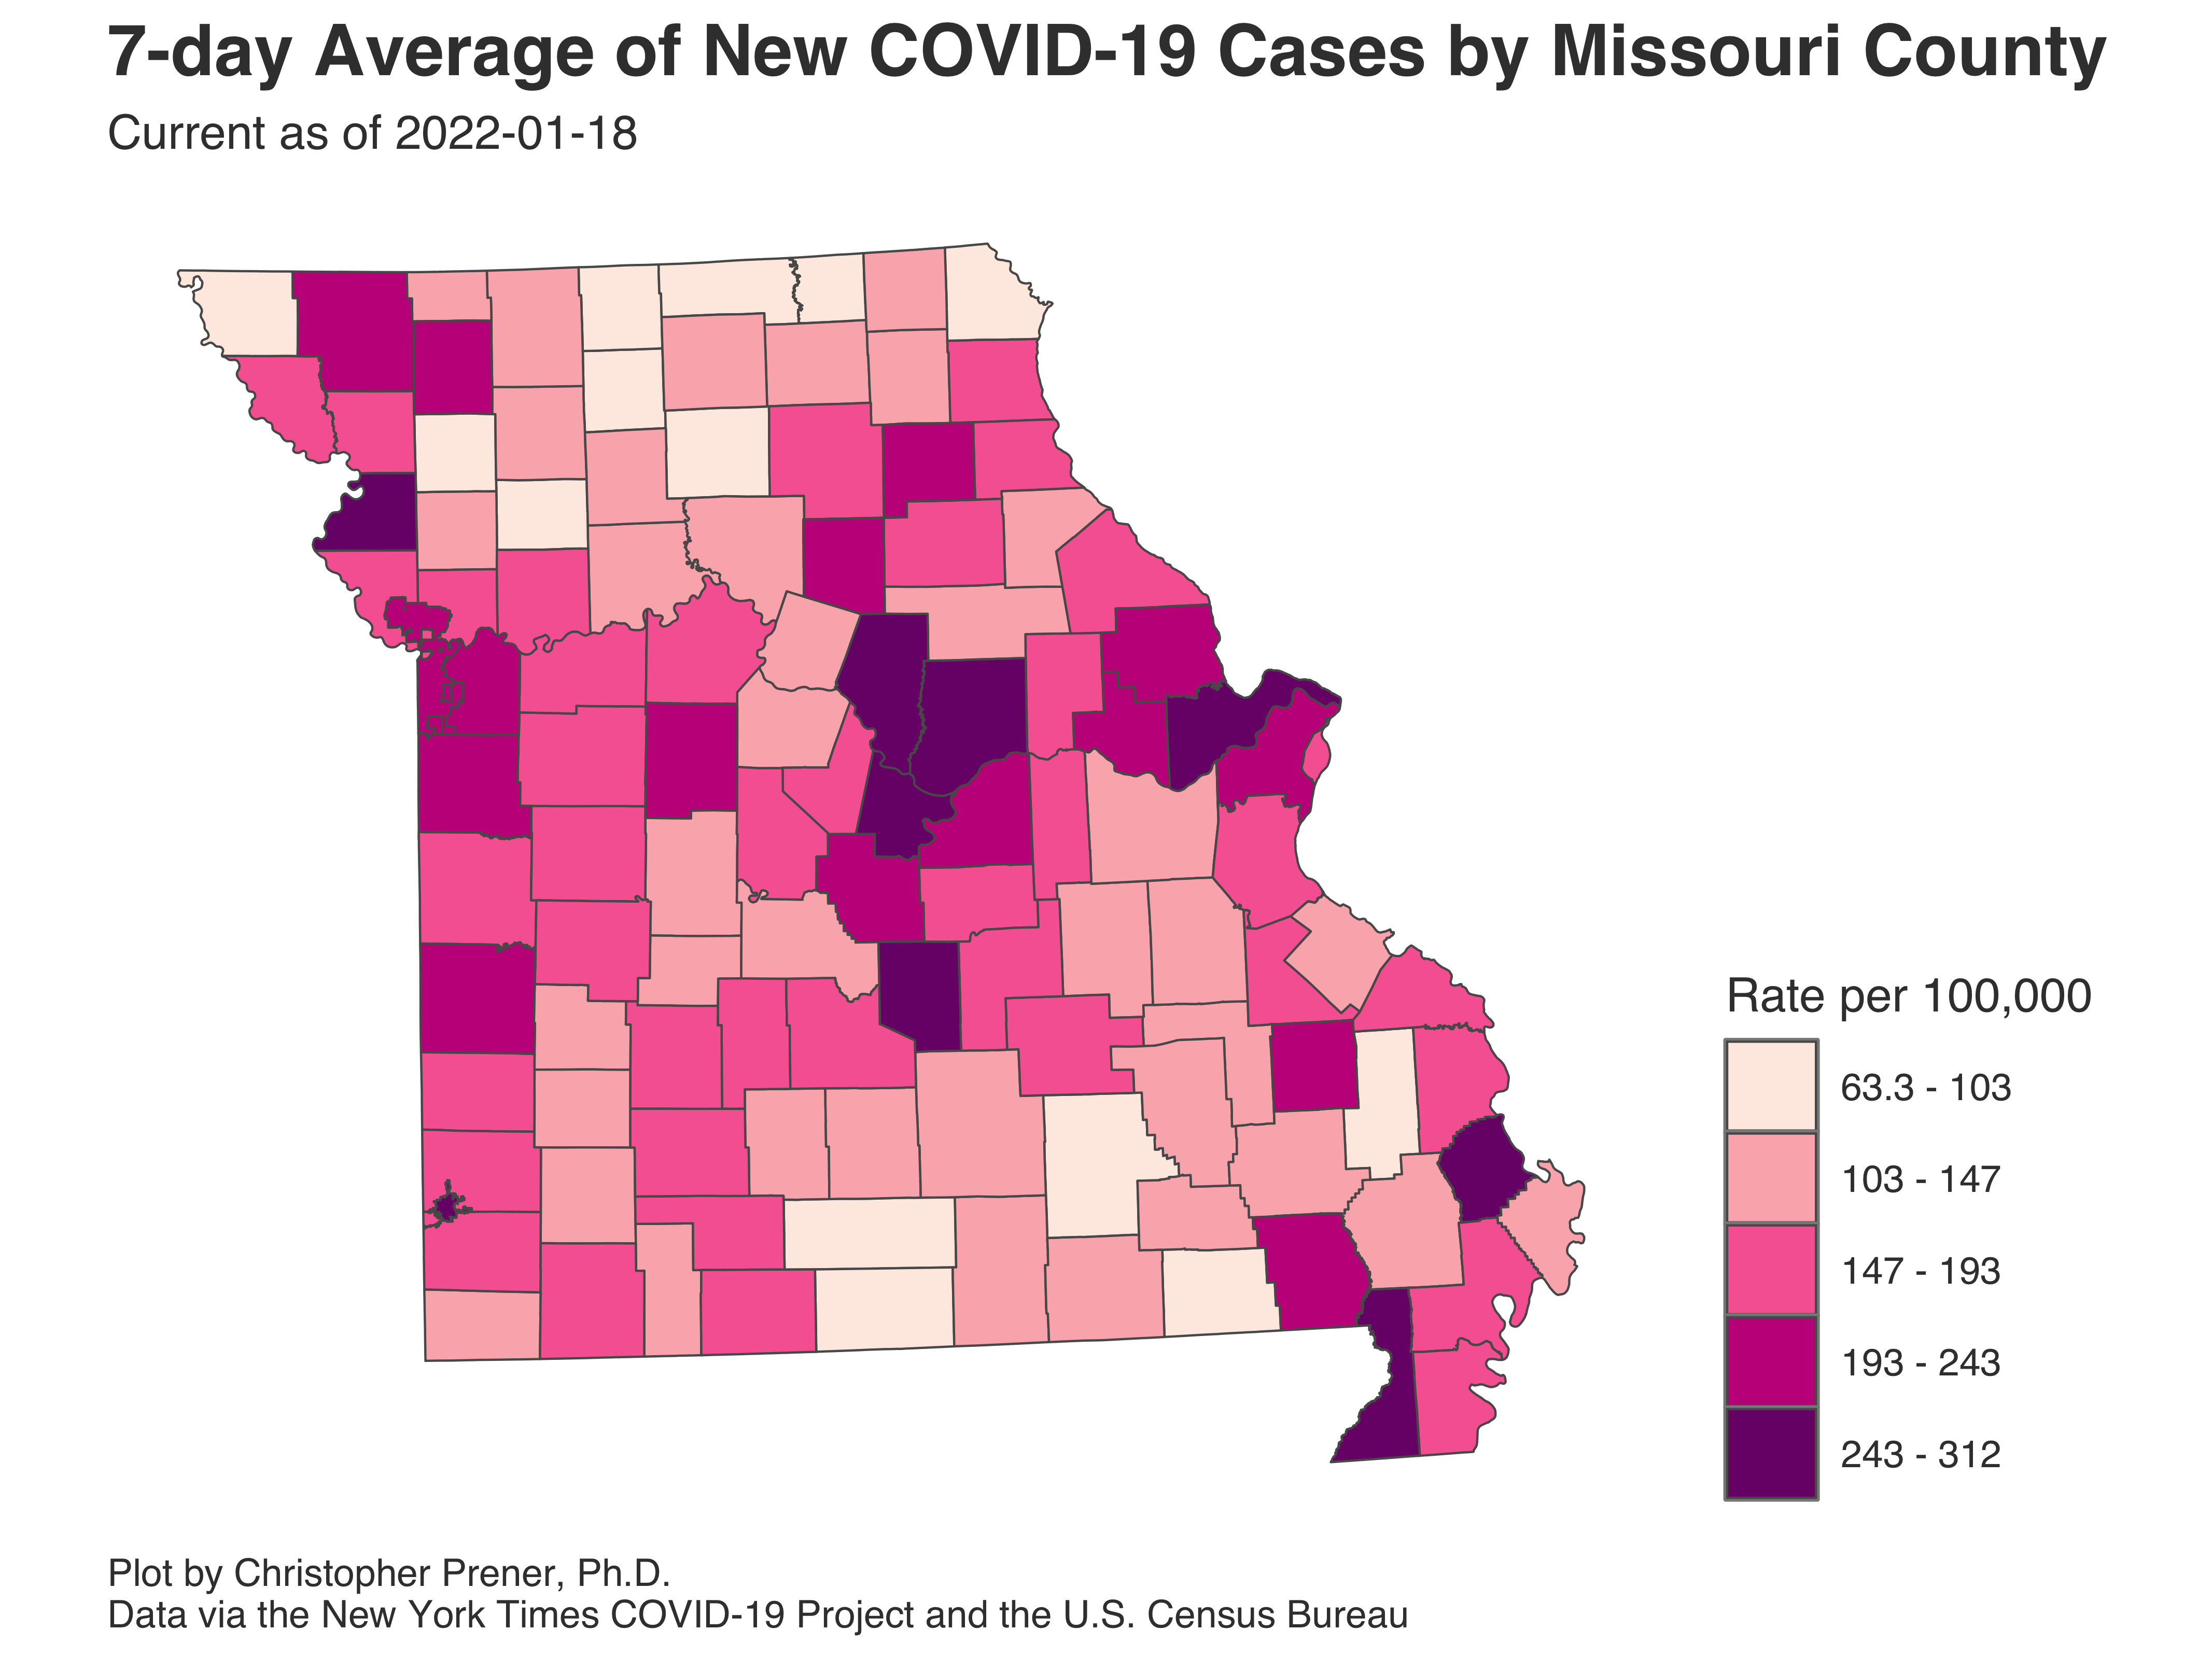 7-day Average of New COVID-19 Cases by Missouri County
Current as of 2022-01-18
Rate per 100,000
63.3 - 103
103 - 147
147 - 193
193 - 243
243 - 312
Plot by Christopher Prener, Ph.D.
Data via the New York Times COVID-19 Project and the U.S. Census Bureau